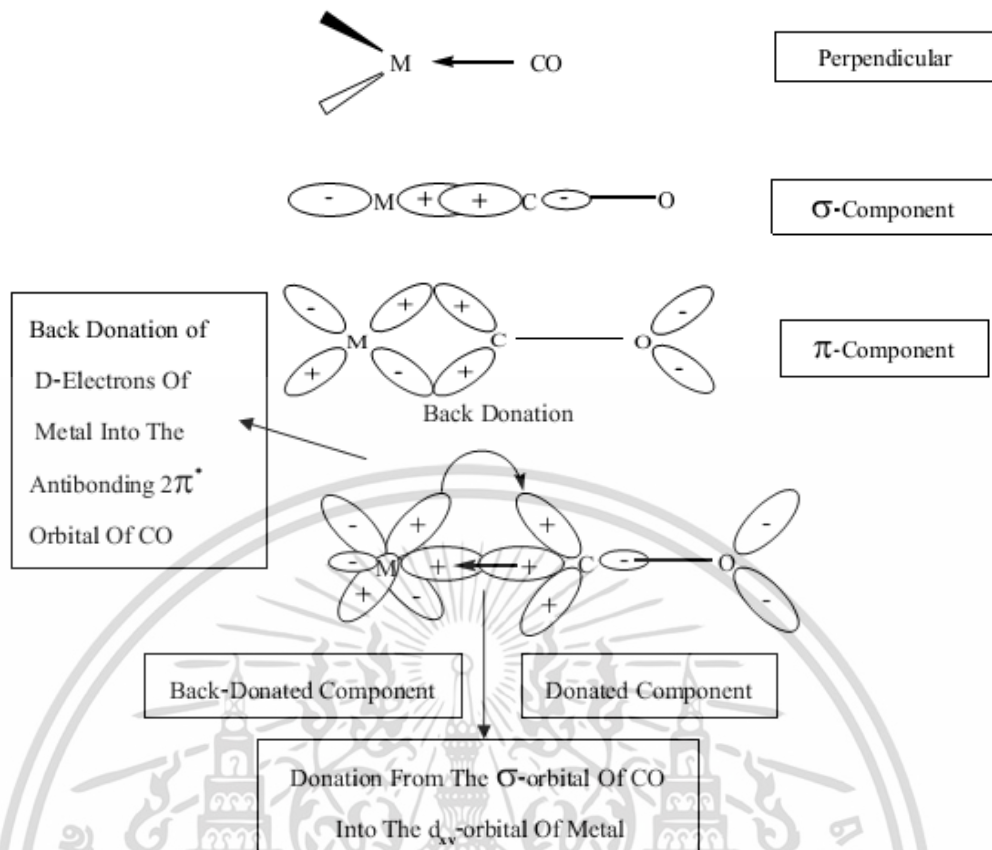 M CO
Perpendicular
- M + + C - O
σ-Component
- + + - M C O - + - + -
π-Component
Back Donation
Back Donation of
D-Electrons Of
Metal Into The
Antibonding 2π*
Orbital Of CO
- + + - - M + + C - O + - + -
Back-Donated Component
Donated Component
Donation From The σ-orbital Of CO
Into The dxy-orbital Of Metal